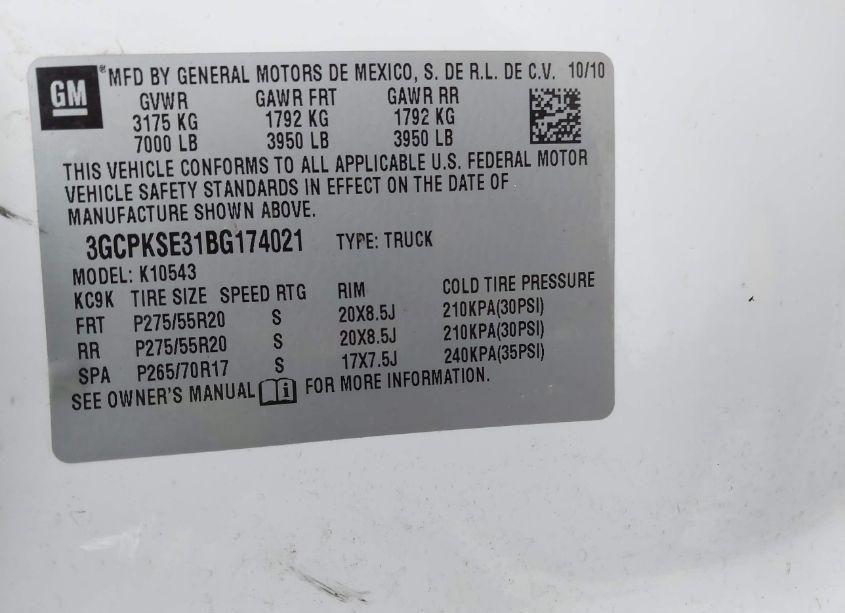 GM
® MFD BY GENERAL MOTORS DE MEXICO, S. DE R.L. DE C.V. 10/10
GVWR GAWR FRT GAWR RR
3175 KG 1792 KG 1792 KG
7000 LB 3950 LB 3950 LB
THIS VEHICLE CONFORMS TO ALL APPLICABLE U.S. FEDERAL MOTOR
VEHICLE SAFETY STANDARDS IN EFFECT ON THE DATE OF
MANUFACTURE SHOWN ABOVE.
3GCPKSE31BG174021 TYPE: TRUCK
MODEL: K10543
KC9K TIRE SIZE SPEED RTG RIM COLD TIRE PRESSURE
FRT P275/55R20 S 20X8.5J 210KPA(30PSI)
RR P275/55R20 S 20X8.5J 210KPA(30PSI)
SPA P265/70R17 S 17X7.5J 240KPA(35PSI)
SEE OWNER'S MANUAL i FOR MORE INFORMATION.